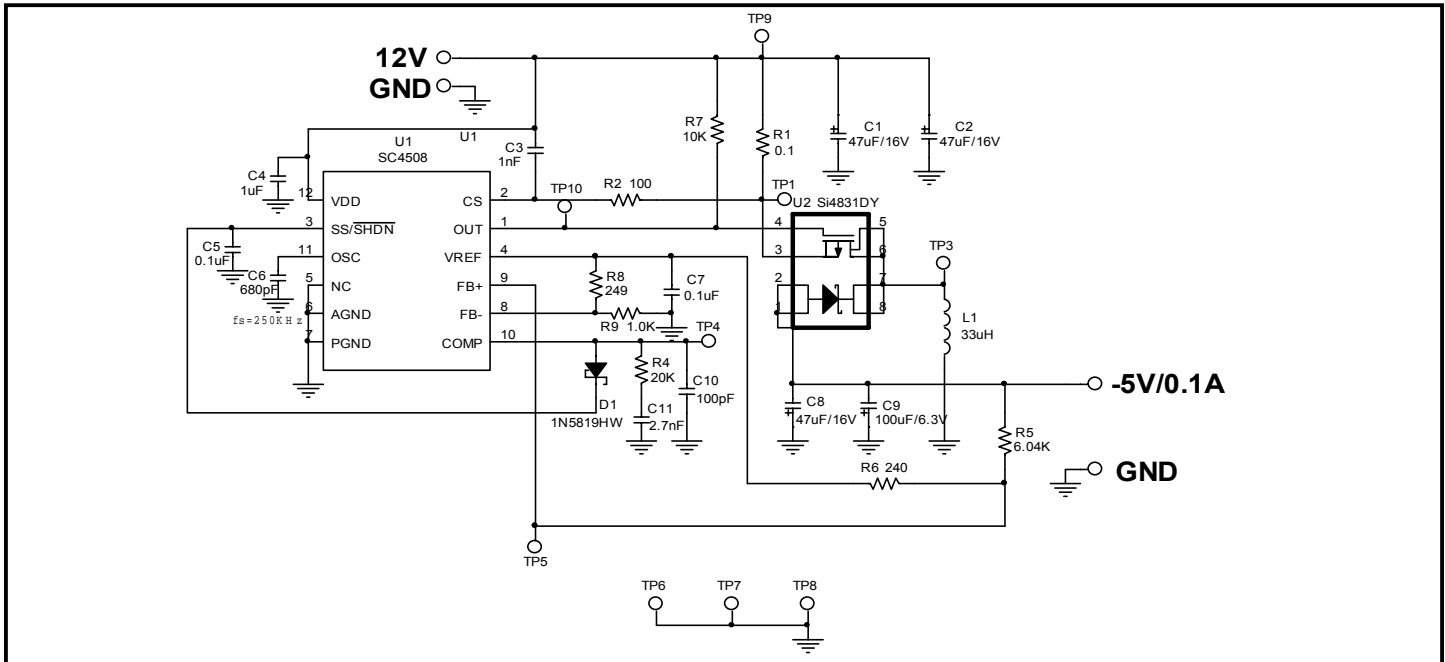 TP9
12V
GND
U1
U1
SC4508
R7
10K
R1
0.1
C1
47uF/16V
C2
47uF/16V
C3
1nF
C4
1uF
12
VDD
CS
2
R2 100
TP10
TP1
U2 Si4831DY
3
SS/SHDN
OUT
1
4
5
C5
0.1uF
11
OSC
VREF
4
3
6
TP3
C6
680pF
5
NC
FB+
9
R8
249
C7
0.1uF
2
7
fs=250KHz
6
AGND
FB-
8
R9 1.0K
1
8
7
PGND
COMP
10
TP4
L1
33uH
R4
20K
C10
100pF
D1
1N5819HW
C11
2.7nF
C8
47uF/16V
C9
100uF/6.3V
-5V/0.1A
R5
6.04K
R6 240
GND
TP5
TP6
TP7
TP8